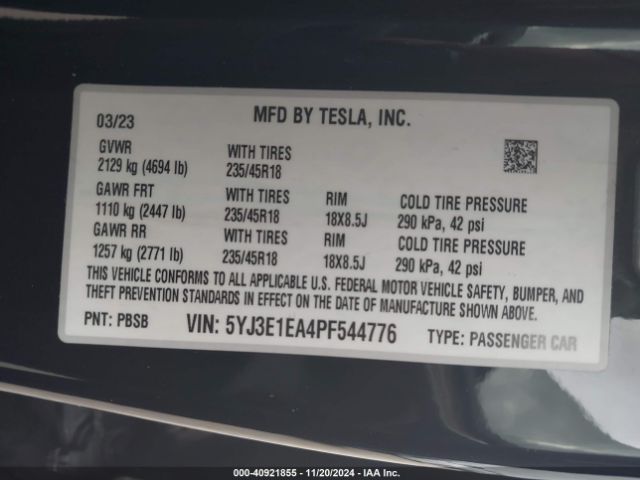 MFD BY TESLA, INC.
03/23
GVWR WITH TIRES
2129 kg (4694 lb) 235/45R18
GAWR FRT WITH TIRES RIM COLD TIRE PRESSURE
1110 kg (2447 lb) 235/45R18 18X8.5J 290 kPa, 42 psi
GAWR RR WITH TIRES RIM COLD TIRE PRESSURE
1257 kg (2771 lb) 235/45R18 18X8.5J 290 kPa, 42 psi
THIS VEHICLE CONFORMS TO ALL APPLICABLE U.S. FEDERAL MOTOR VEHICLE SAFETY, BUMPER, AND
THEFT PREVENTION STANDARDS IN EFFECT ON THE DATE OF MANUFACTURE SHOWN ABOVE.
PNT: PBSB VIN: 5YJ3E1EA4PF544776 TYPE: PASSENGER CAR
000-40921855 - 11/20/2024 - IAA Inc.